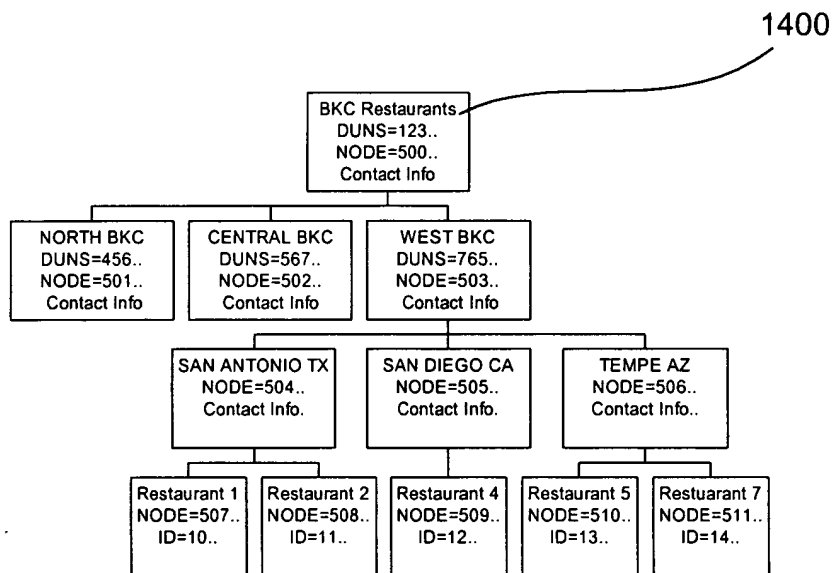 1400
BKC Restaurants
DUNS=123..
NODE=500..
Contact Info
NORTH BKC
DUNS=456..
NODE=501..
Contact Info
CENTRAL BKC
DUNS=567..
NODE=502..
Contact Info
WEST BKC
DUNS=765..
NODE=503..
Contact Info
SAN ANTONIO TX
NODE=504..
Contact Info.
SAN DIEGO CA
NODE=505..
Contact Info.
TEMPE AZ
NODE=506..
Contact Info..
Restaurant 1
NODE=507..
ID=10..
Restaurant 2
NODE=508..
ID=11..
Restaurant 4
NODE=509..
ID=12..
Restaurant 5
NODE=510..
ID=13..
Restuarant 7
NODE=511..
ID=14..